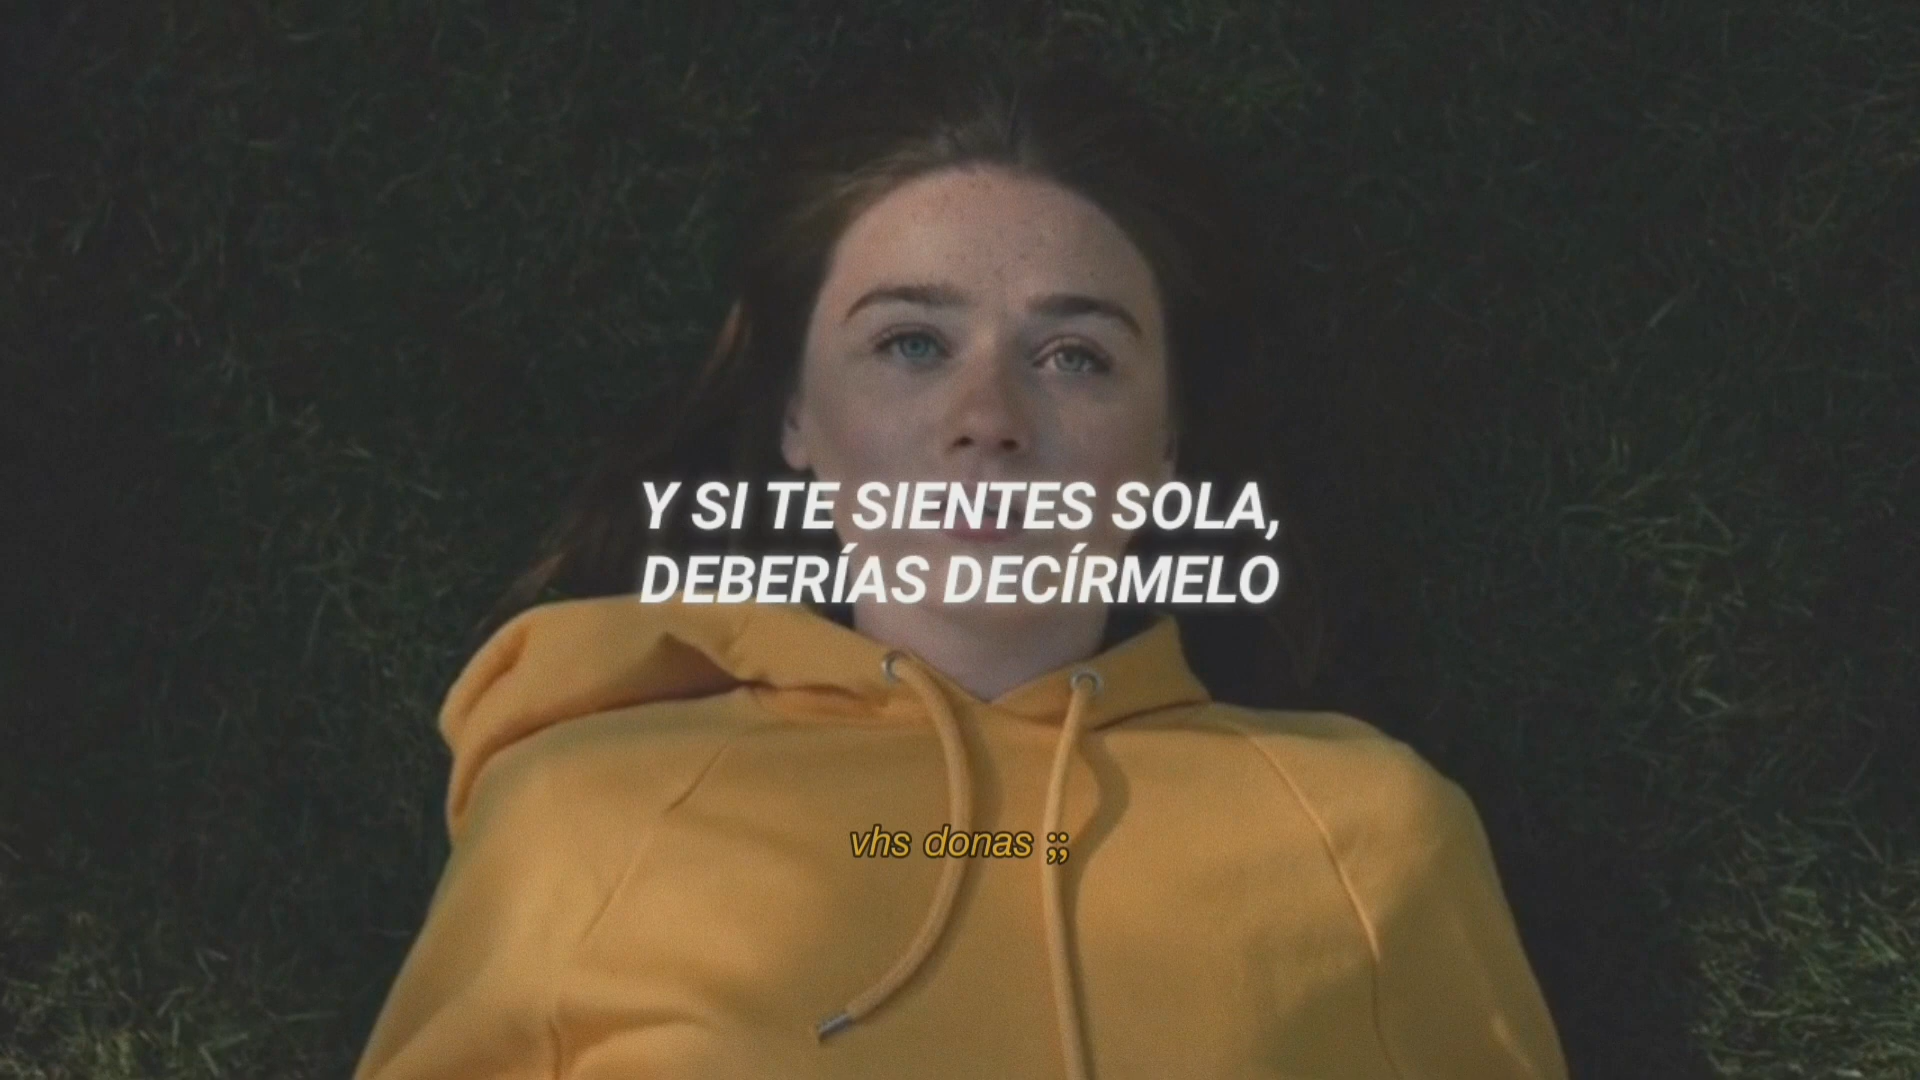 Y SI TE SIENTES SOLA,
DEBERÍAS DECÍRMELO
vhs donas ;;